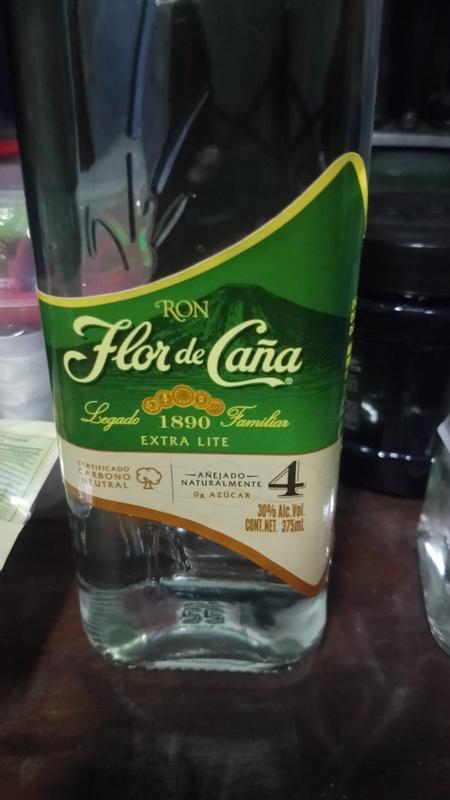 RON
Flor de Caña®
Legado 1890 Familiar
EXTRA LITE
CERTIFICADO
CARBONO
NEUTRAL
AÑEJADO
NATURALMENTE 4
0g AZÚCAR
30% Alc. Vol.
CONT.NET. 375mL